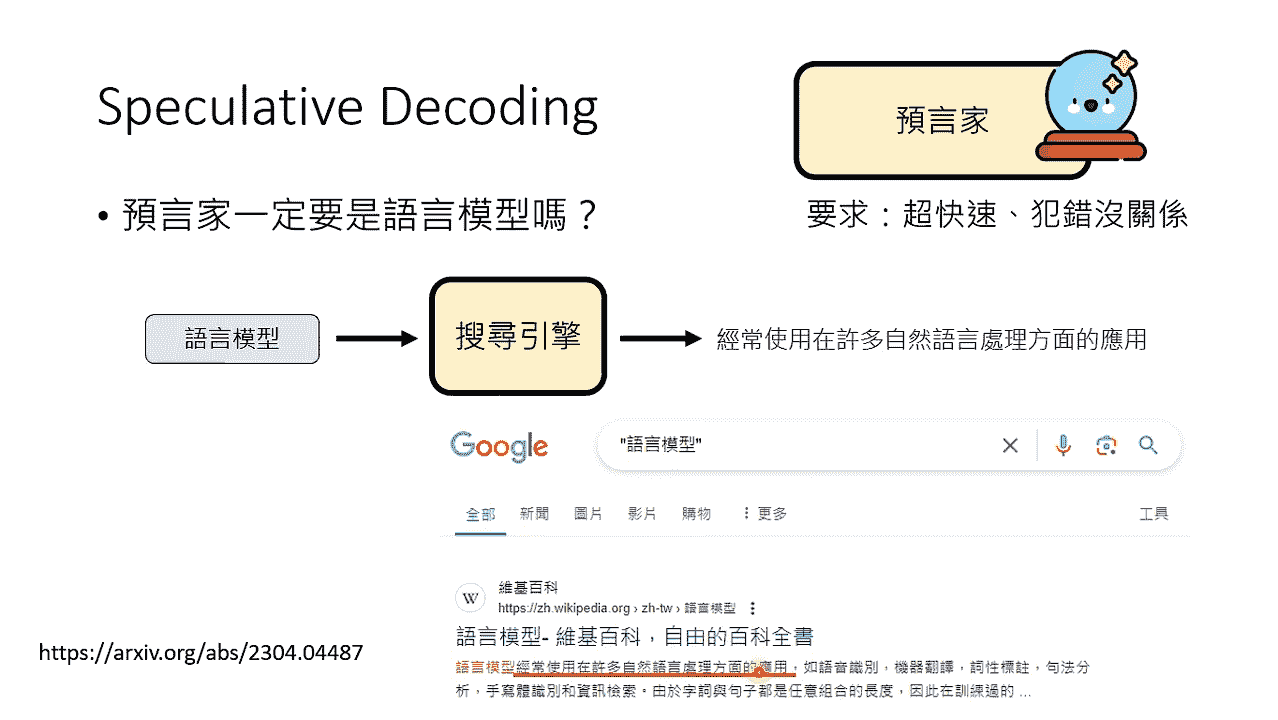 Speculative Decoding
預言家
• 預言家一定要是語言模型嗎？
要求：超快速、犯錯沒關係
語言模型
搜尋引擎
經常使用在許多自然語言處理方面的應用
Google
"語言模型"
全部 新聞 圖片 影片 購物 ⋮ 更多 工具
W
維基百科
https://zh.wikipedia.org › zh-tw › 語言模型
語言模型- 維基百科，自由的百科全書
語言模型經常使用在許多自然語言處理方面的應用，如語音識別，機器翻譯，詞性標註，句法分
析，手寫體識別和資訊檢索。由於字詞與句子都是任意組合的長度，因此在訓練過的 ...
https://arxiv.org/abs/2304.04487